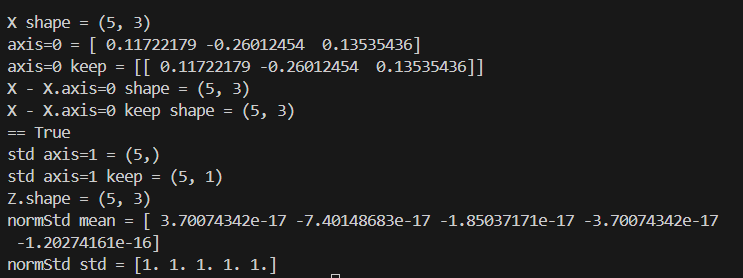 X shape = (5, 3)
axis=0 = [ 0.11722179 -0.26012454  0.13535436]
axis=0 keep = [[ 0.11722179 -0.26012454  0.13535436]]
X - X.axis=0 shape = (5, 3)
X - X.axis=0 keep shape = (5, 3)
== True
std axis=1 = (5,)
std axis=1 keep = (5, 1)
Z.shape = (5, 3)
normStd mean = [ 3.70074342e-17 -7.40148683e-17 -1.85037171e-17 -3.70074342e-17
 -1.20274161e-16]
normStd std = [1. 1. 1. 1. 1.]